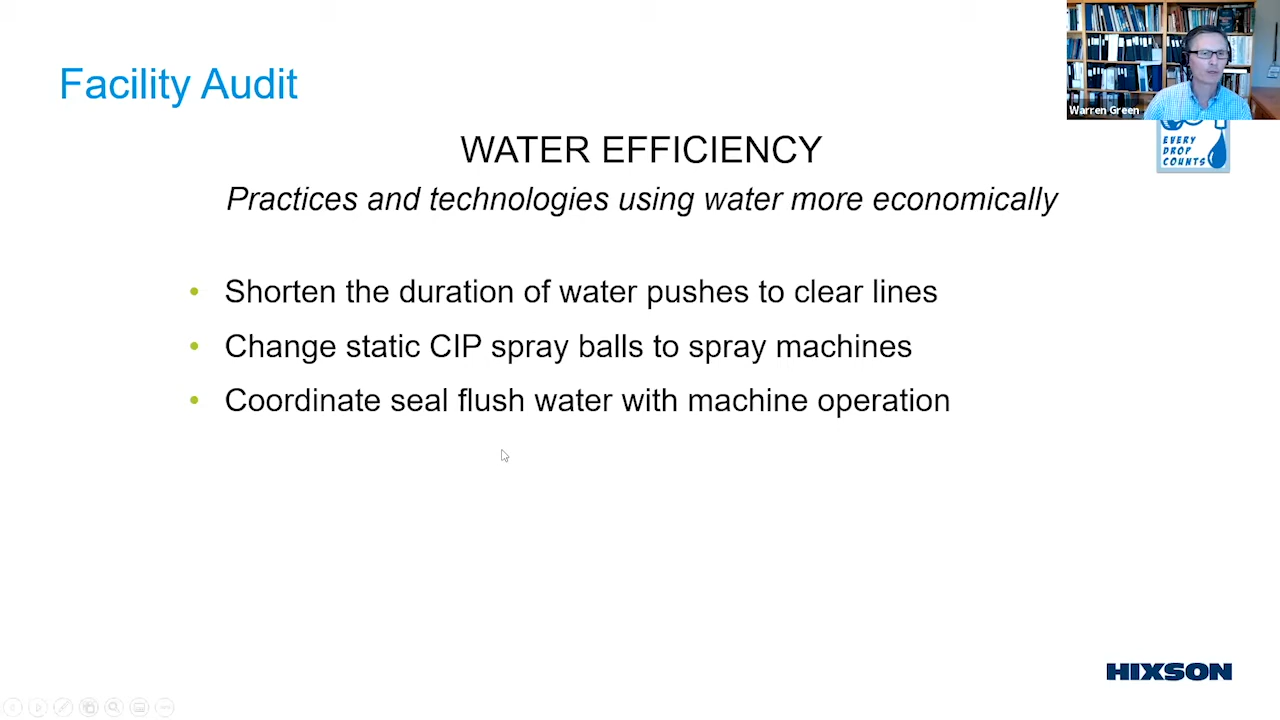 Facility Audit
Warren Green
EVERY
DROP
COUNTS
WATER EFFICIENCY
Practices and technologies using water more economically
• Shorten the duration of water pushes to clear lines
• Change static CIP spray balls to spray machines
• Coordinate seal flush water with machine operation
HIXSON